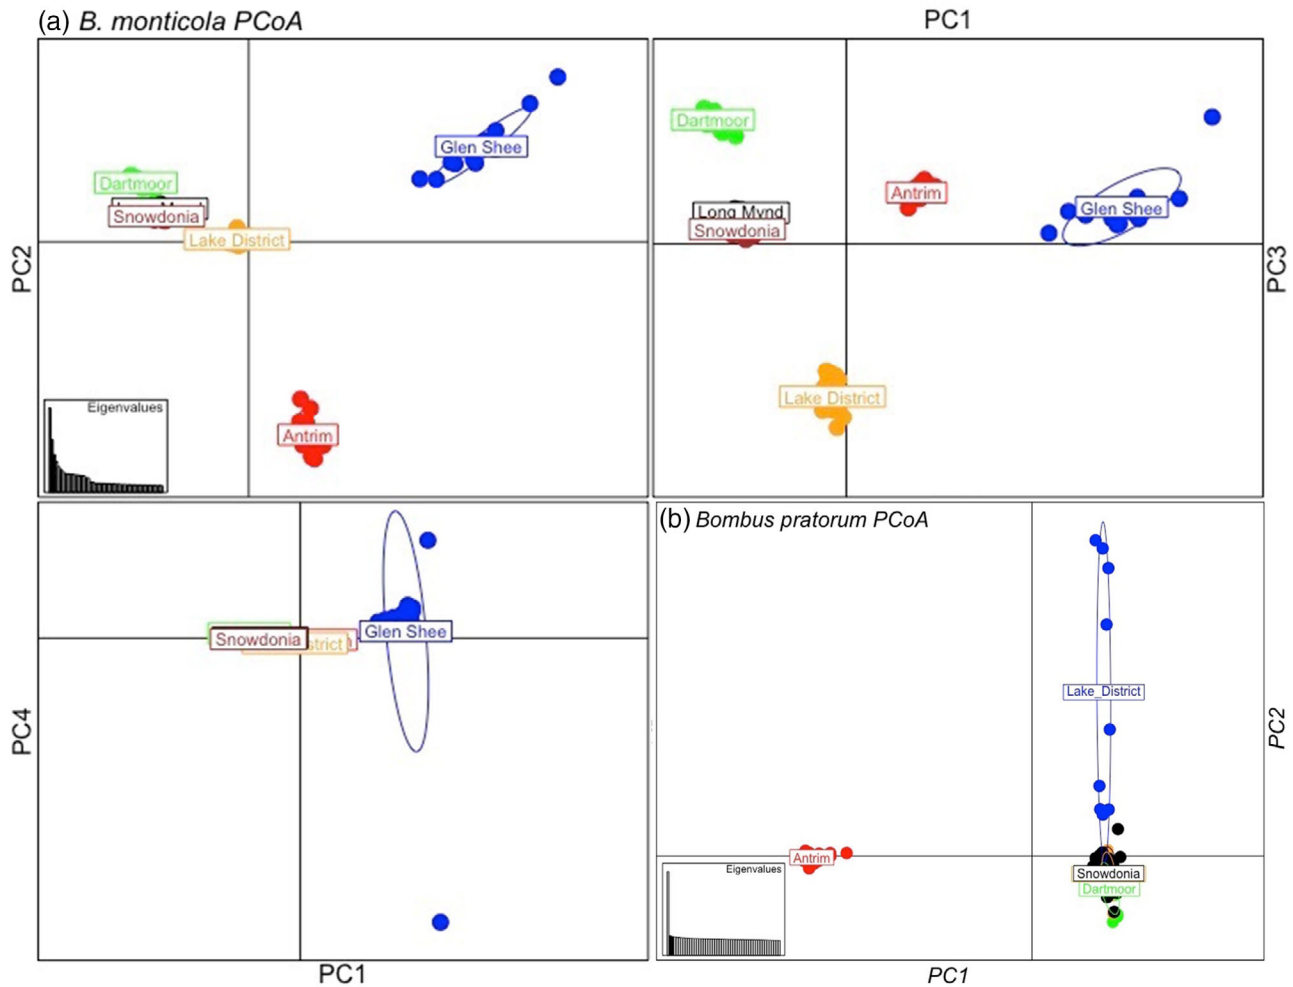 (a) B. monticola PCoA
PC1
Dartmoor
Snowdonia
Lake District
Glen Shee
Antrim
Eigenvalues
PC2
Dartmoor
Long Mynd
Snowdonia
Antrim
Glen Shee
Lake District
PC3
Snowdonia
strict
Glen Shee
PC4
PC1
(b) Bombus pratorum PCoA
Lake_District
Antrim
Snowdonia
Dartmoor
Eigenvalues
PC2
PC1